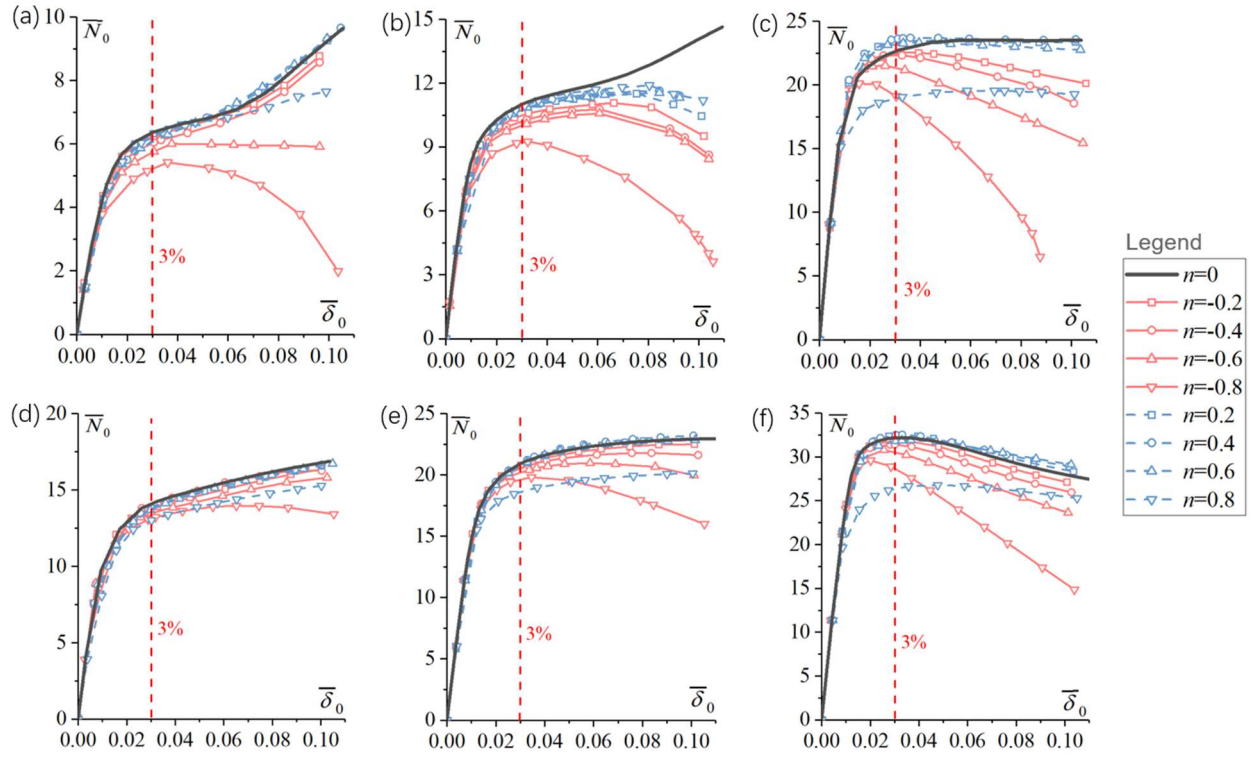 (a)
N̅₀
10
8
6
4
2
0
3%
δ̅₀
0.00 0.02 0.04 0.06 0.08 0.10
(b)
N̅₀
15
12
9
6
3
0
3%
δ̅₀
0.00 0.02 0.04 0.06 0.08 0.10
(c)
N̅₀
25
20
15
10
5
0
3%
δ̅₀
0.00 0.02 0.04 0.06 0.08 0.10
Legend
n=0
n=-0.2
n=-0.4
n=-0.6
n=-0.8
n=0.2
n=0.4
n=0.6
n=0.8
(d)
N̅₀
20
15
10
5
0
3%
δ̅₀
0.00 0.02 0.04 0.06 0.08 0.10
(e)
N̅₀
25
20
15
10
5
0
3%
δ̅₀
0.00 0.02 0.04 0.06 0.08 0.10
(f)
N̅₀
35
30
25
20
15
10
5
0
3%
δ̅₀
0.00 0.02 0.04 0.06 0.08 0.10